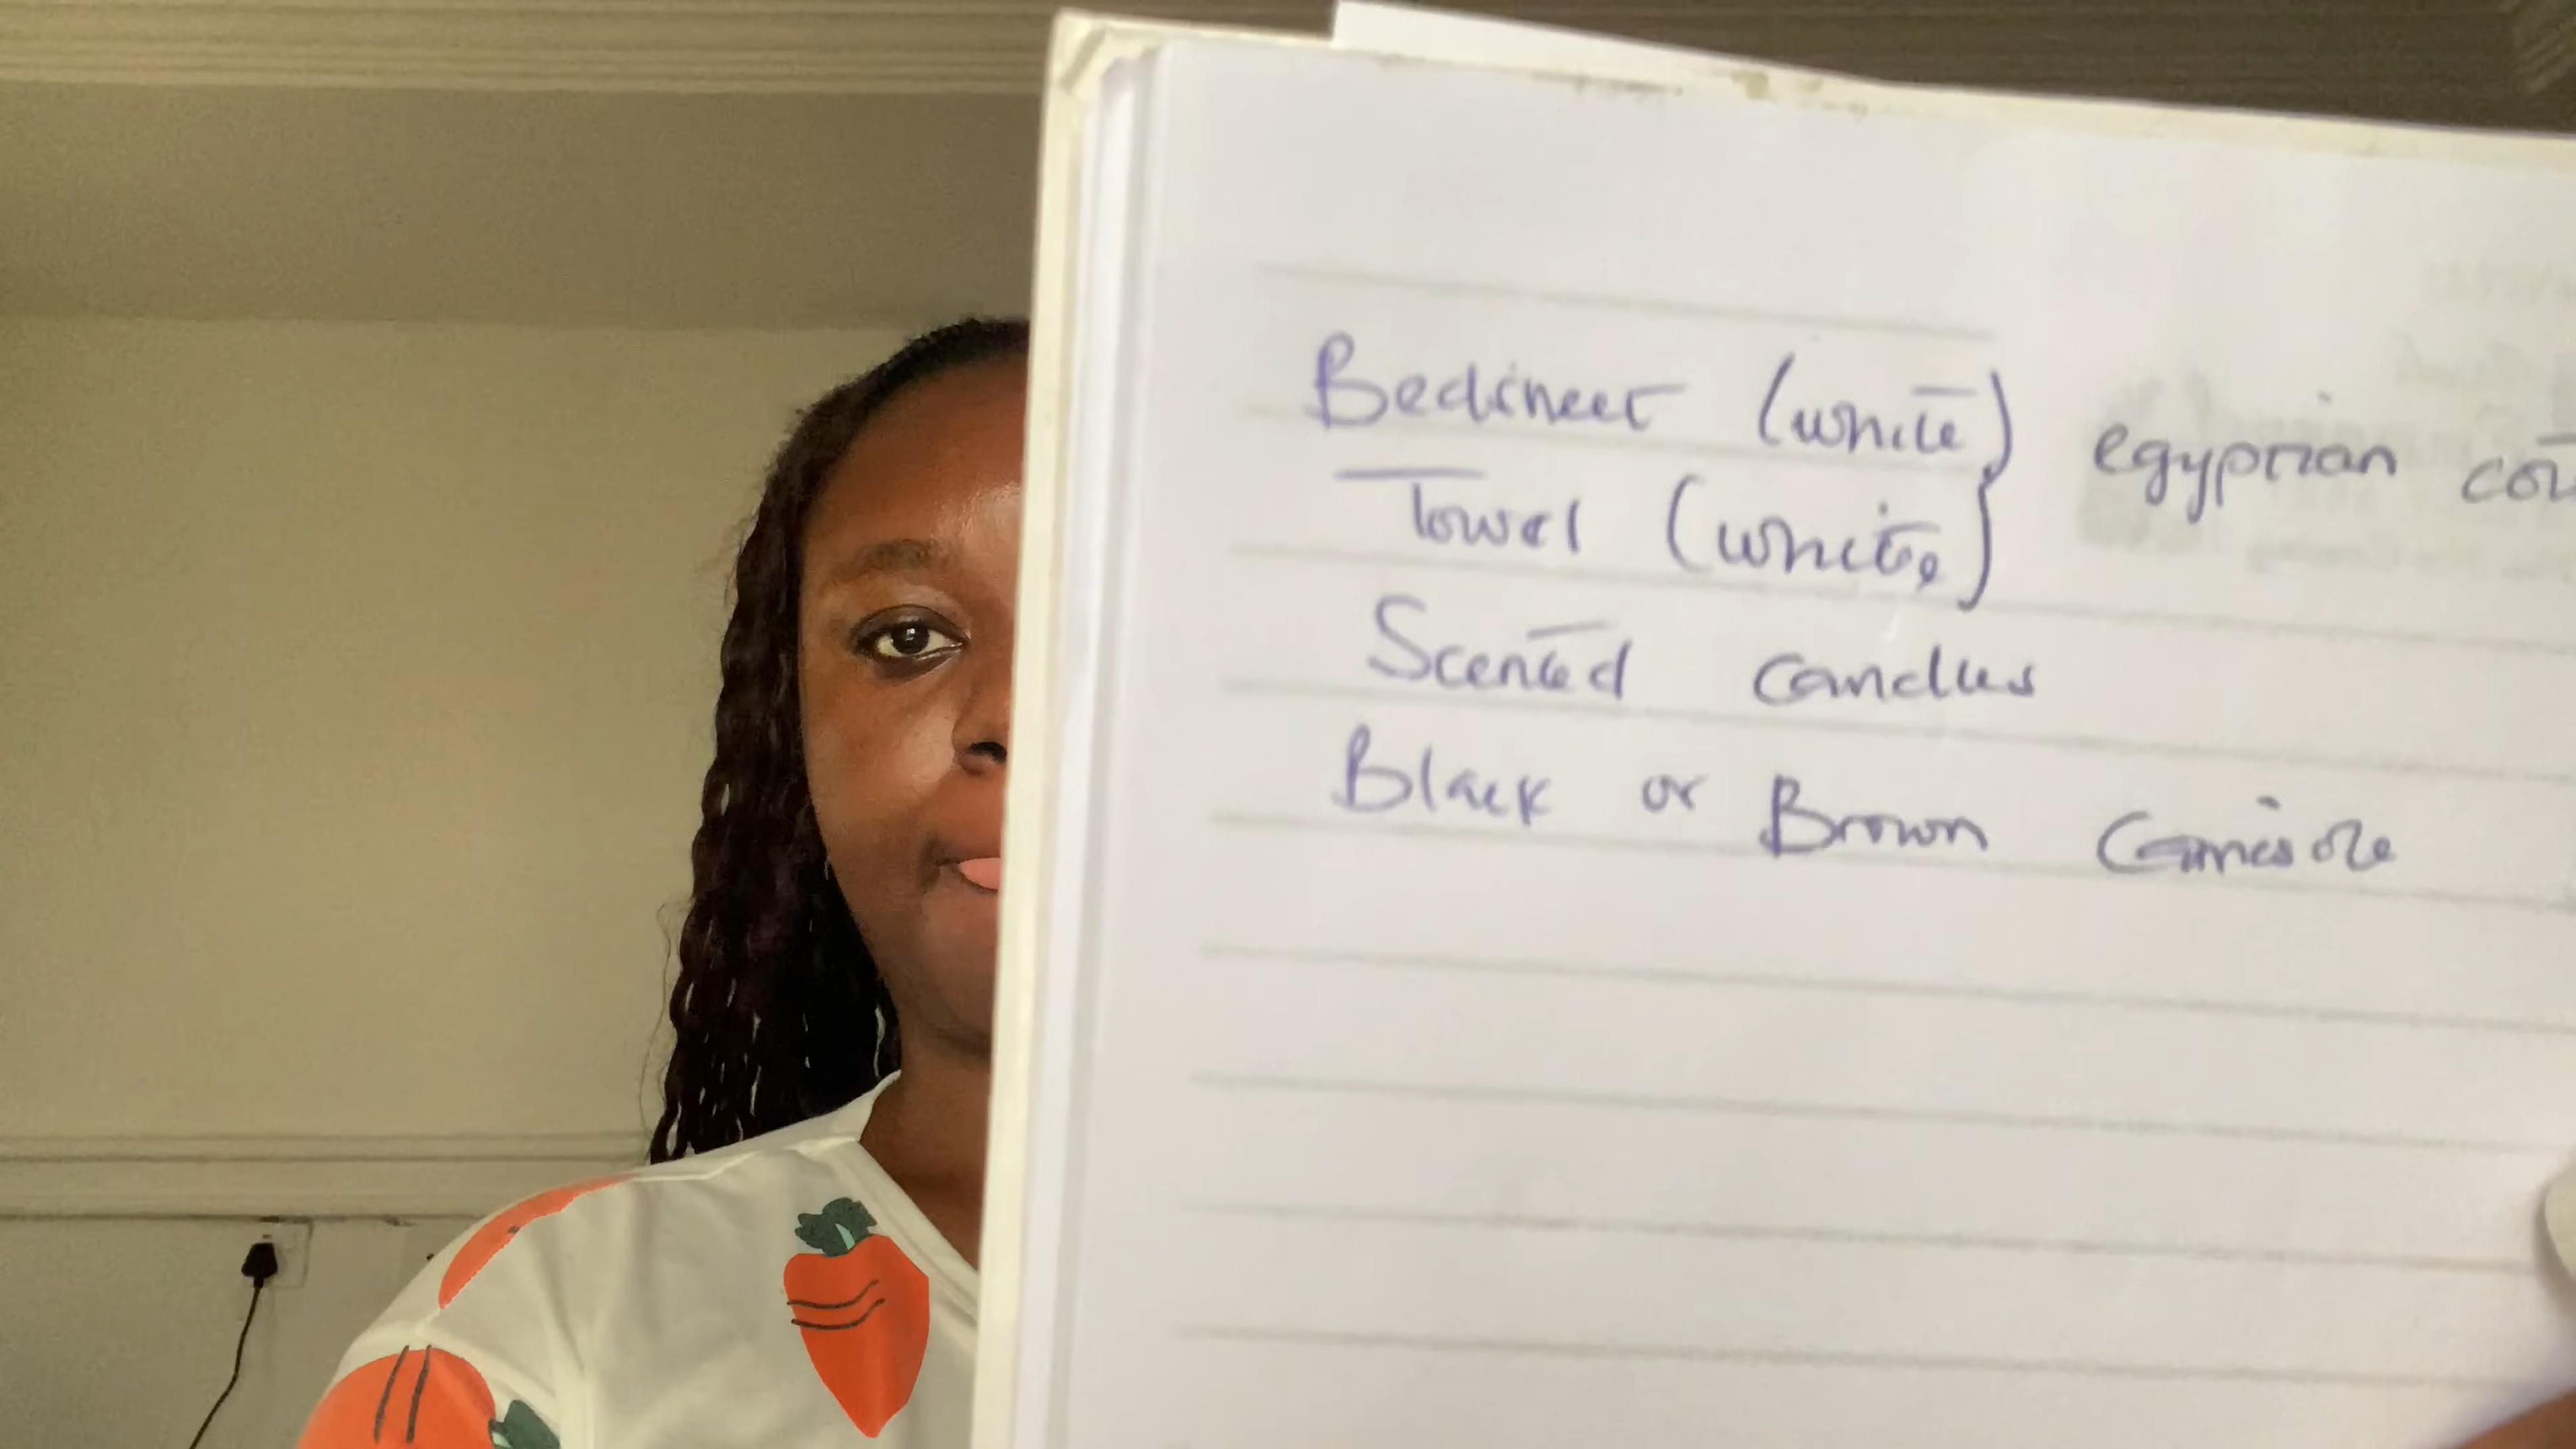 Bedsheet (white) egyptian
Towel (white)
Scented candles
Black or Brown Camisole